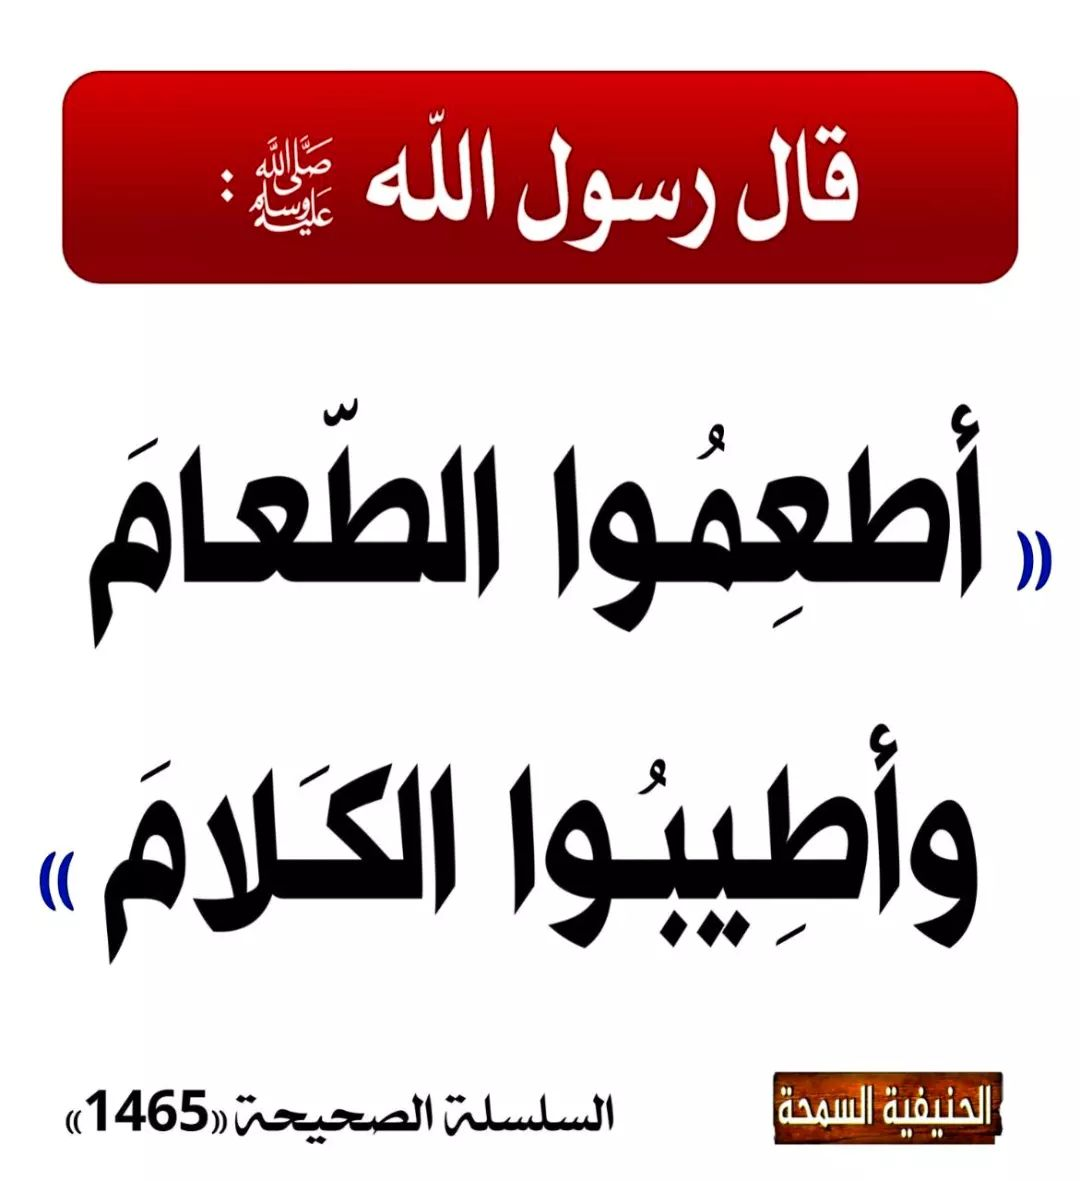 قال رسول اللّه ﷺ :
« أطعِمُوا الطّعامَ
وأطِيبُوا الكَلامَ »
السلسلة الصحيحة «1465»
الحنيفية السمحة